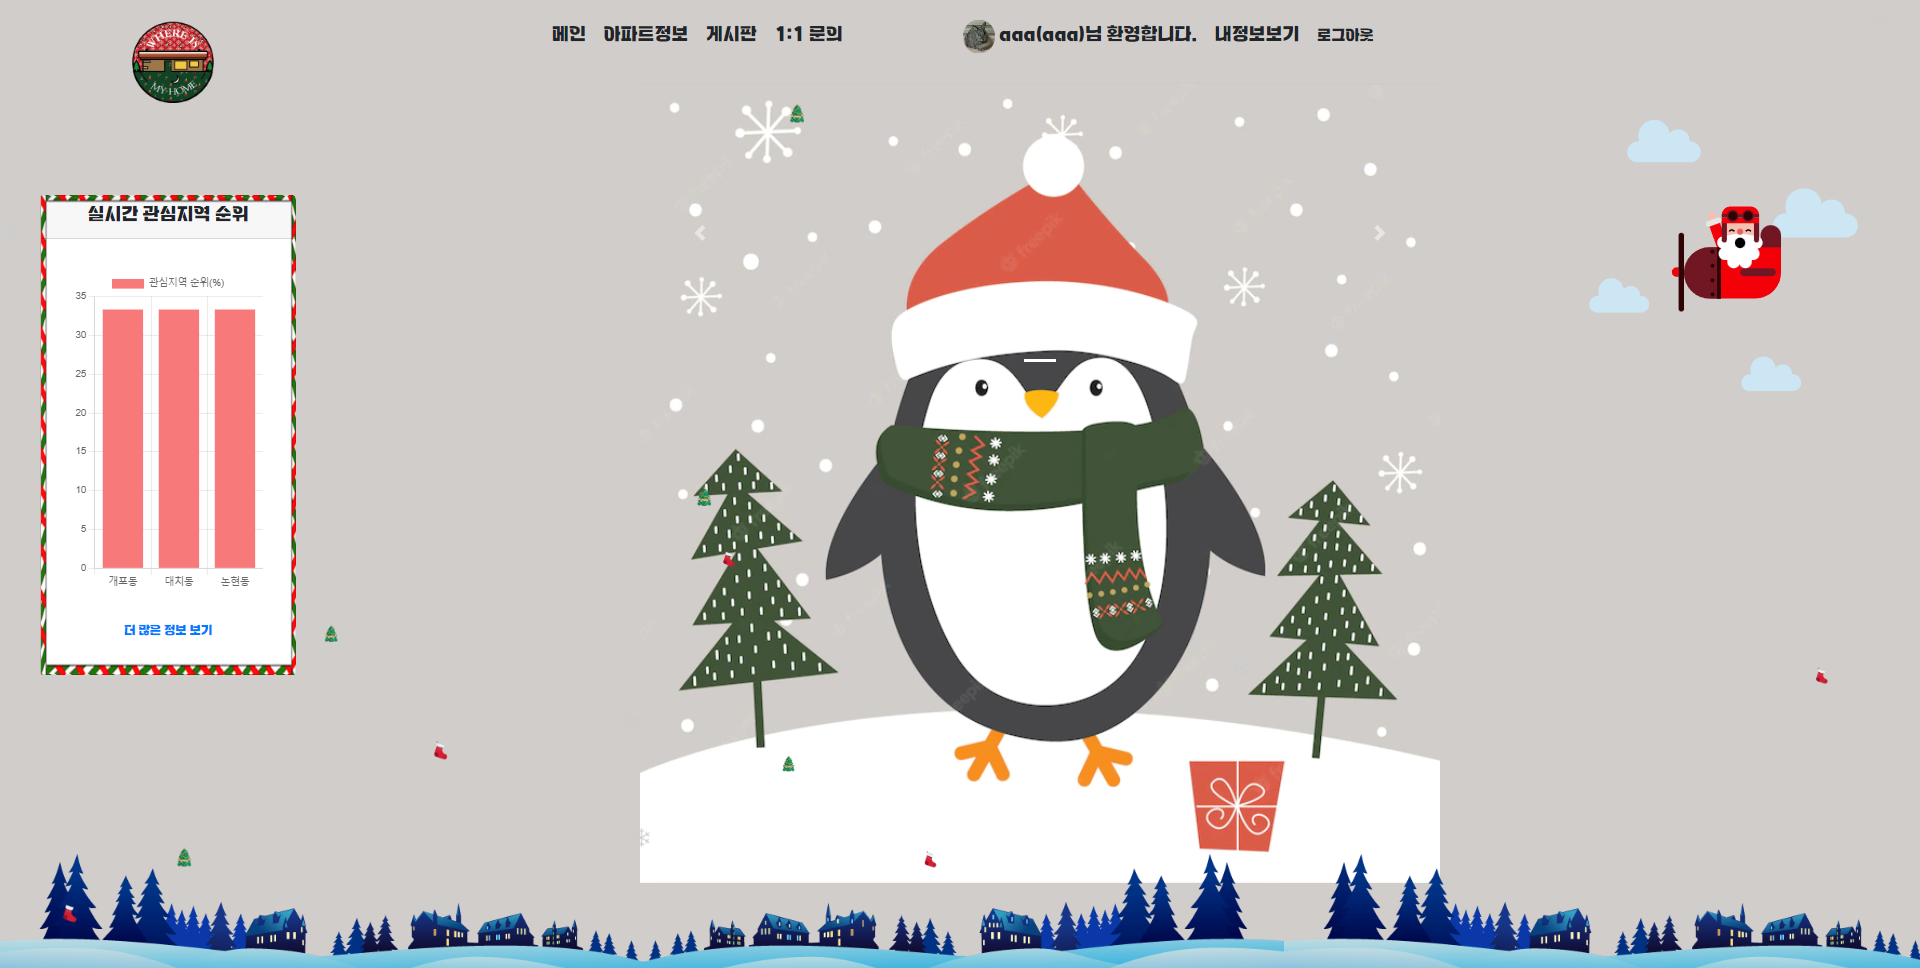 WHERE IS
MY HOME
메인 아파트정보 게시판 1:1 문의
aaa(aaa)님 환영합니다. 내정보보기 로그아웃
실시간 관심지역 순위
관심지역 순위(%)
35
30
25
20
15
10
5
0
개포동 대치동 논현동
더 많은 정보 보기
freepik